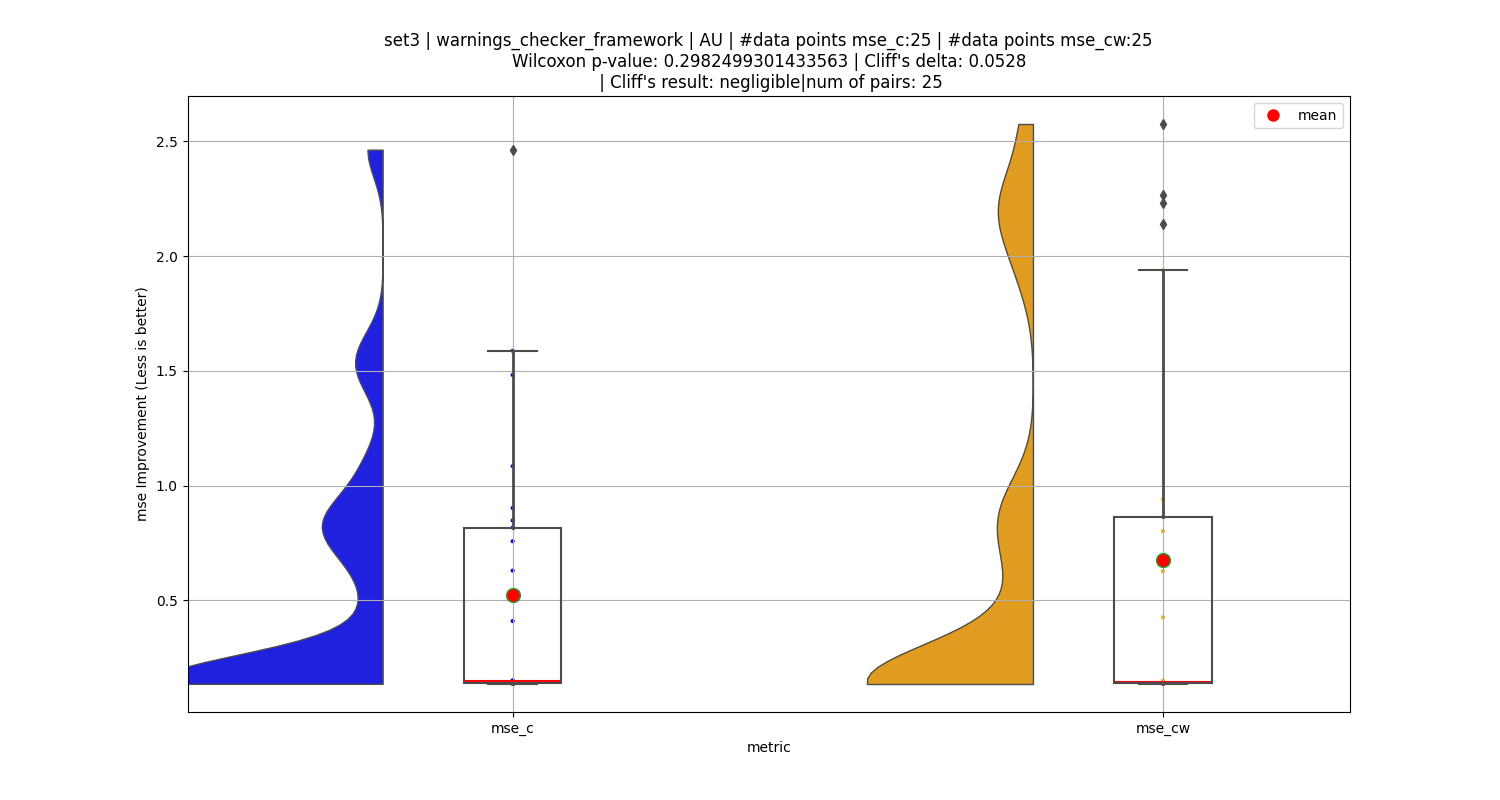 set3 | warnings_checker_framework | AU | #data points mse_c:25 | #data points mse_cw:25
Wilcoxon p-value: 0.2982499301433563 | Cliff's delta: 0.0528
| Cliff's result: negligible|num of pairs: 25
mean
2.5
2.0
1.5
1.0
0.5
mse Improvement (Less is better)
mse_c
mse_cw
metric